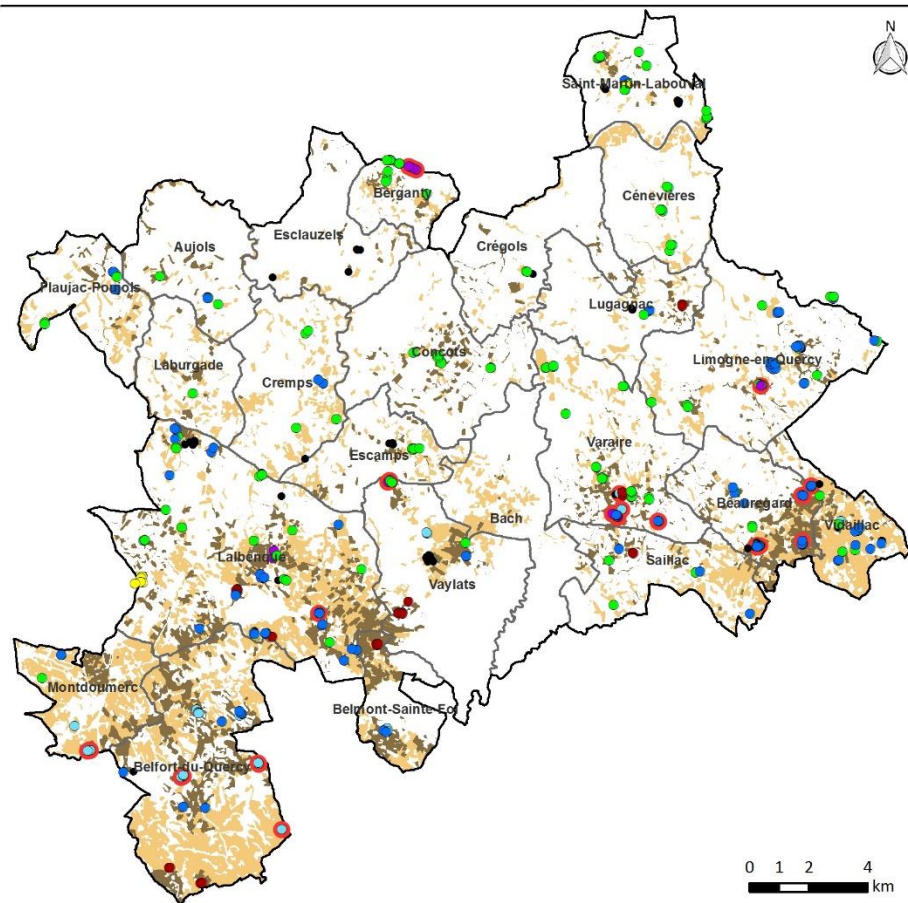 N
Saint-Martin-Labouval
Berganty
Cénevières
Esclauzels
Aujols
Crégols
Flaujac-Poujols
Lugagnac
Concots
Limogne-en-Quercy
Laburgade
Cremps
Varaire
Escamps
Beauregard
Bach
Vidaillac
Lalbenque
Saillac
Vaylats
Montdoumerc
Belmont-Sainte-Foi
Belfort-du-Quercy
0 1 2 4
km